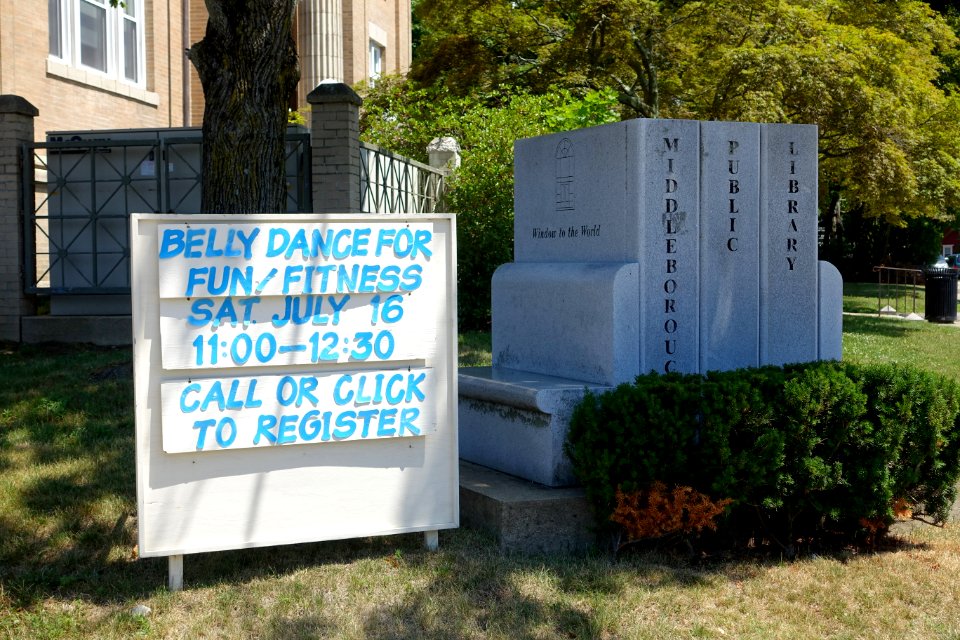 BELLY DANCE FOR
FUN/FITNESS
SAT. JULY 16
11:00—12:30
CALL OR CLICK
TO REGISTER
Window to the World
MIDDLEBOROUG
PUBLIC
LIBRARY